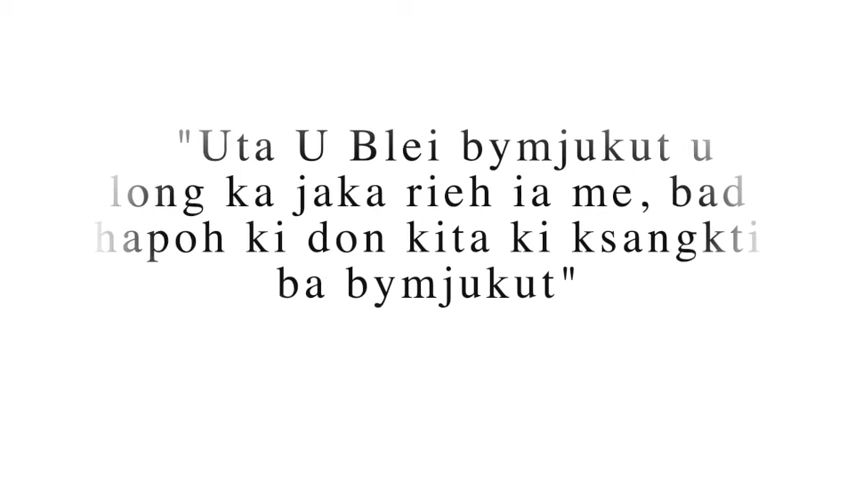 "Uta U Blei bymjukut u
long ka jaka rieh ia me, bad
hapoh ki don kita ki ksangkti
ba bymjukut"